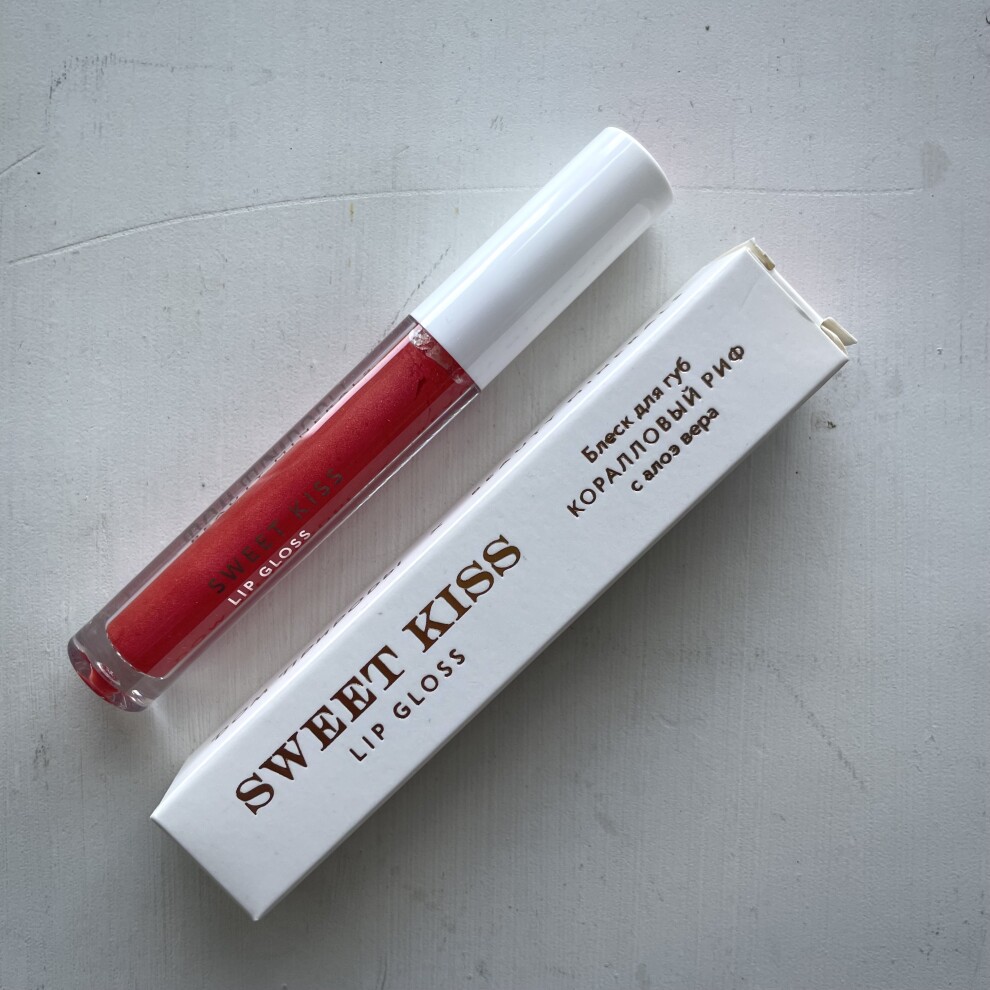 SWEET KISS
LIP GLOSS
SWEET KISS
LIP GLOSS
Блеск для губ
КОРАЛЛОВЫЙ РИФ
с алоэ вера